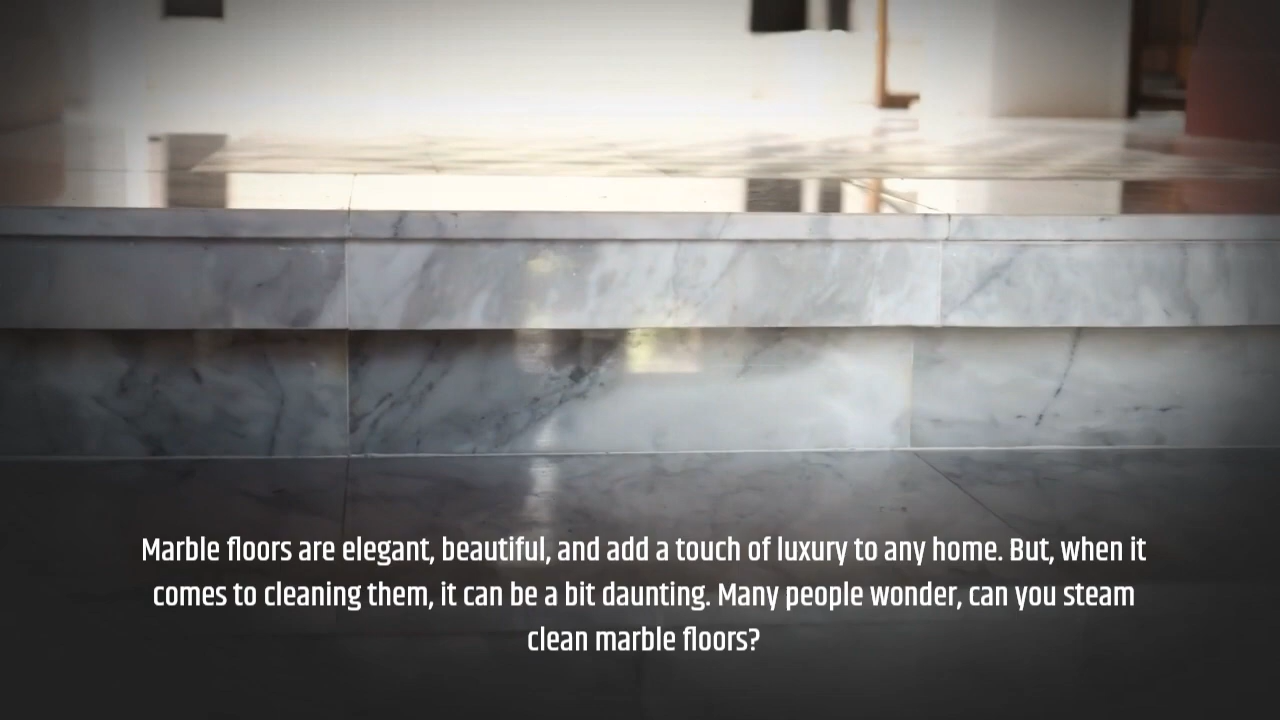 Marble floors are elegant, beautiful, and add a touch of luxury to any home. But, when it
comes to cleaning them, it can be a bit daunting. Many people wonder, can you steam
clean marble floors?